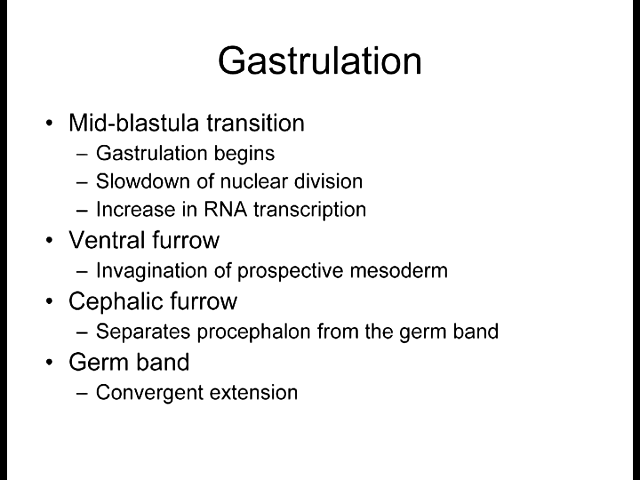 Gastrulation
• Mid-blastula transition
– Gastrulation begins
– Slowdown of nuclear division
– Increase in RNA transcription
• Ventral furrow
– Invagination of prospective mesoderm
• Cephalic furrow
– Separates procephalon from the germ band
• Germ band
– Convergent extension